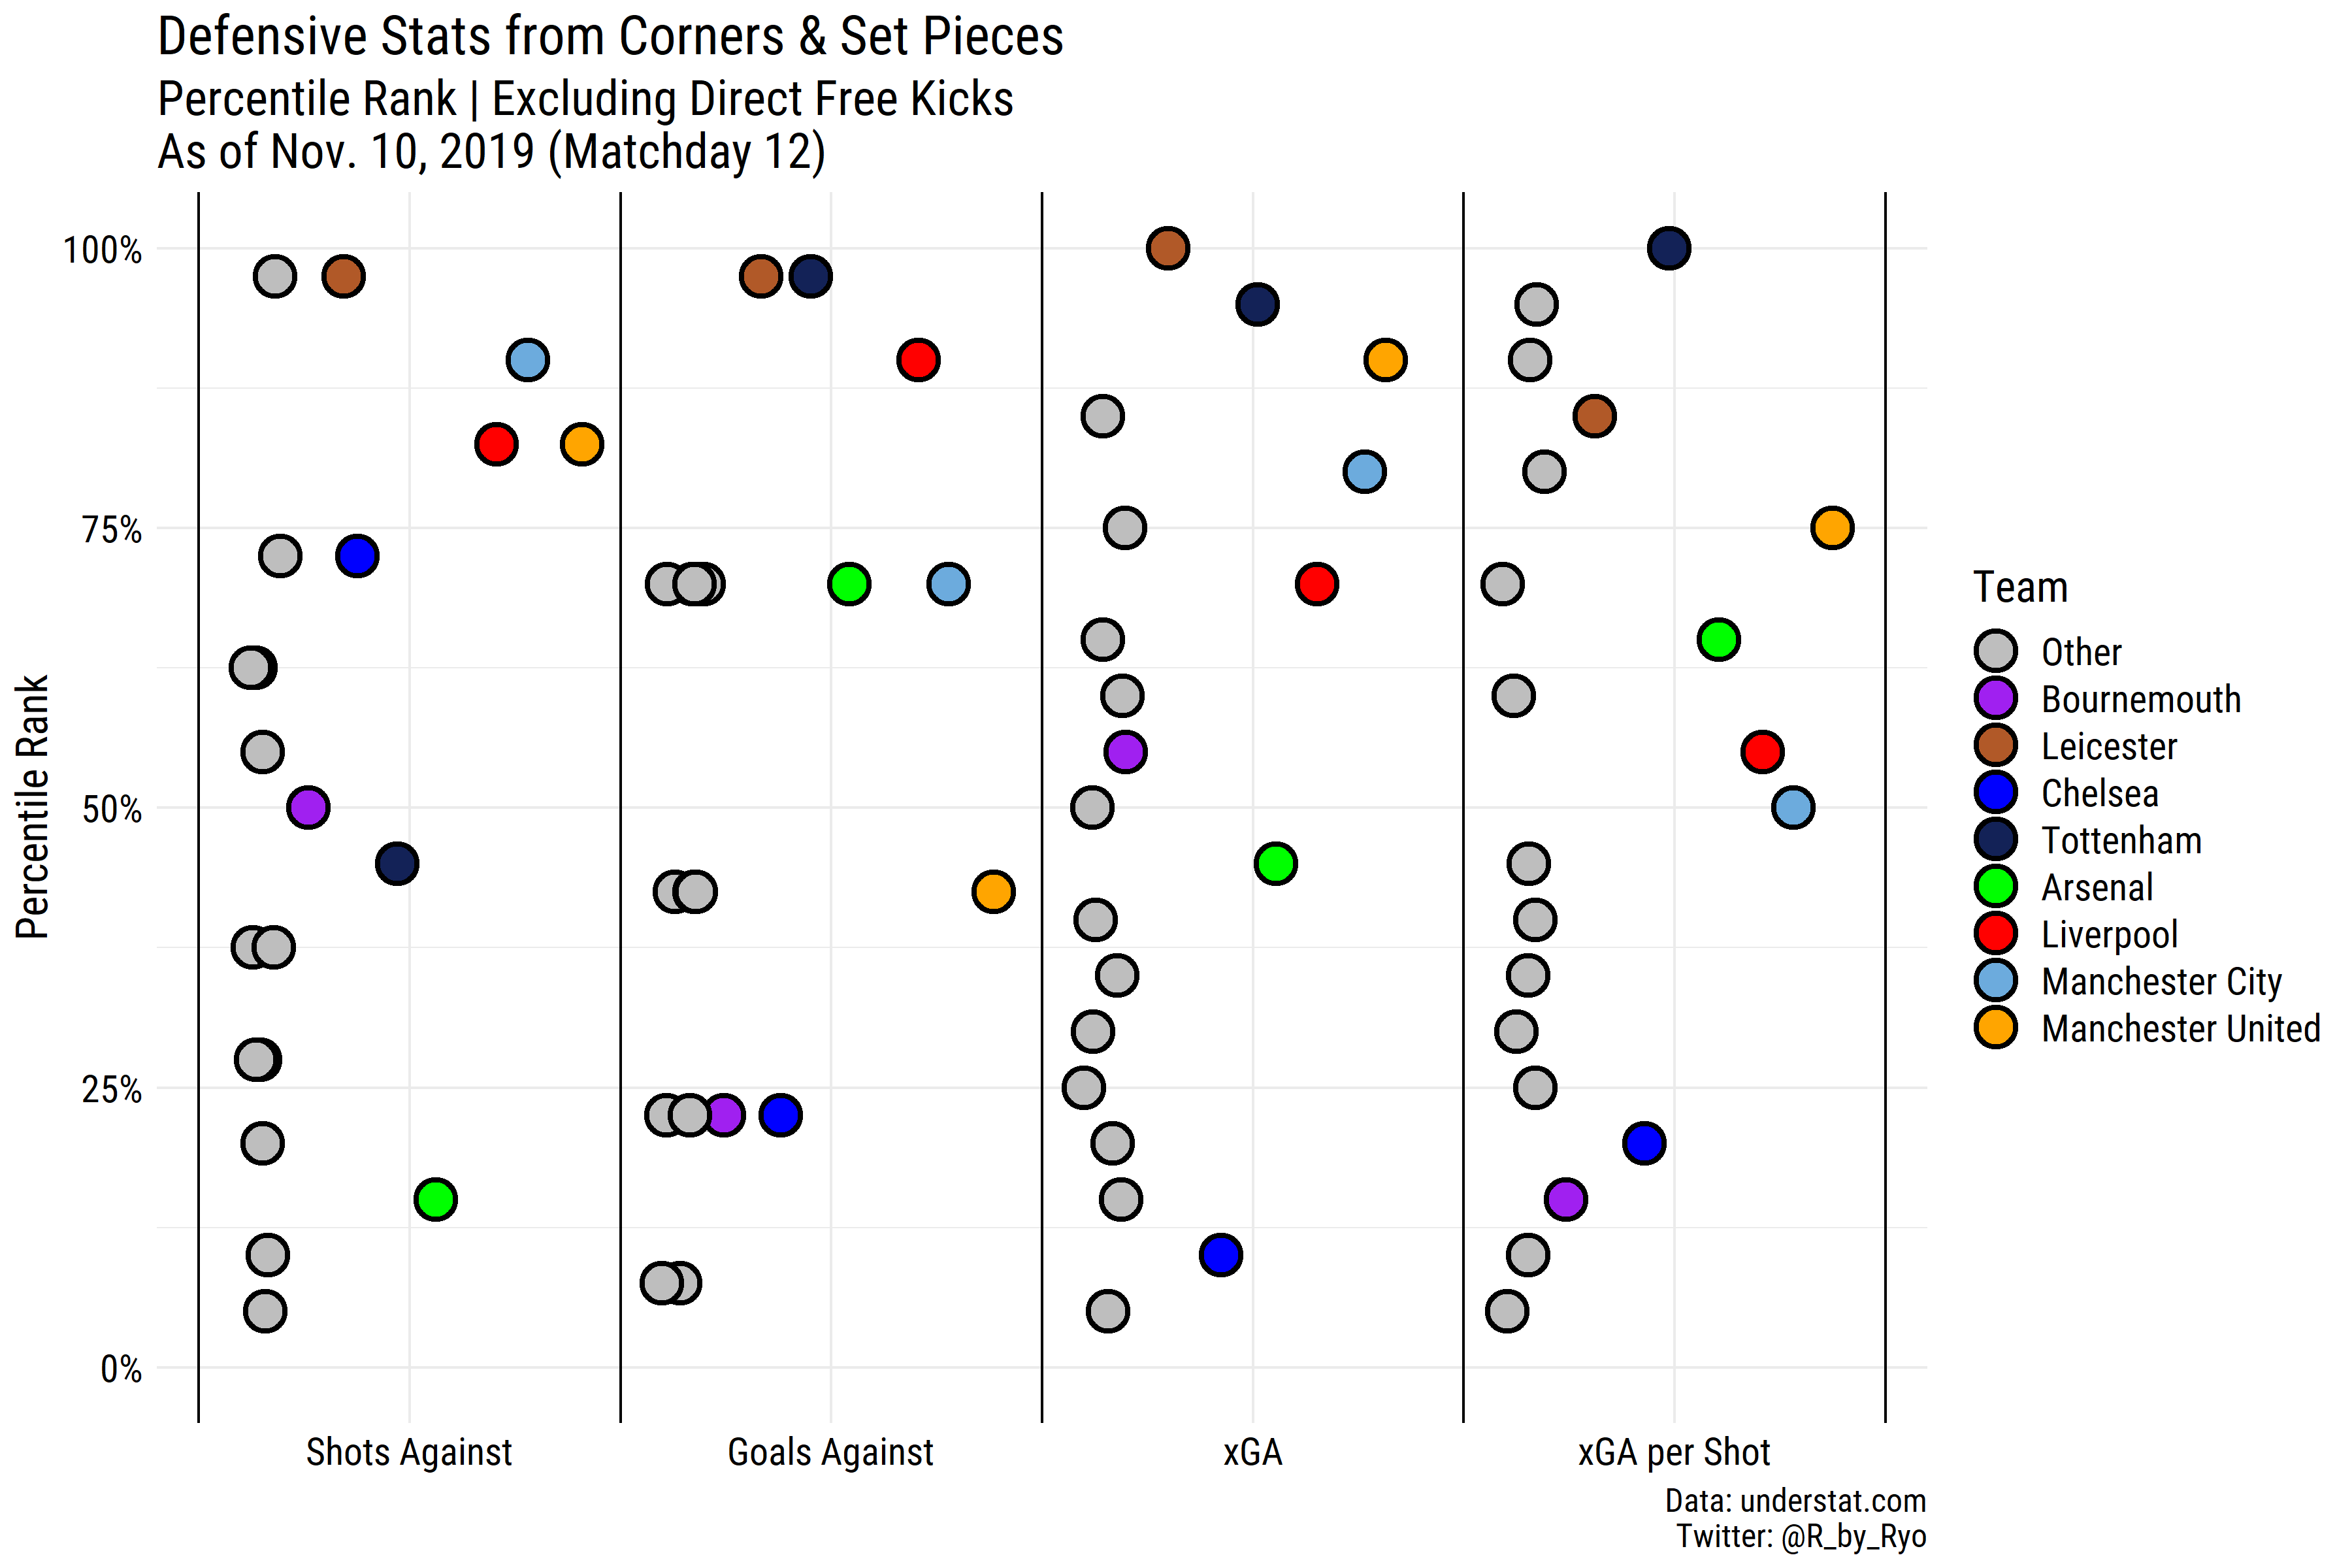 Defensive Stats from Corners & Set Pieces
Percentile Rank | Excluding Direct Free Kicks
As of Nov. 10, 2019 (Matchday 12)
Percentile Rank
100%
75%
50%
25%
0%
Shots Against
Goals Against
xGA
xGA per Shot
Team
Other
Bournemouth
Leicester
Chelsea
Tottenham
Arsenal
Liverpool
Manchester City
Manchester United
Data: understat.com
Twitter: @R_by_Ryo